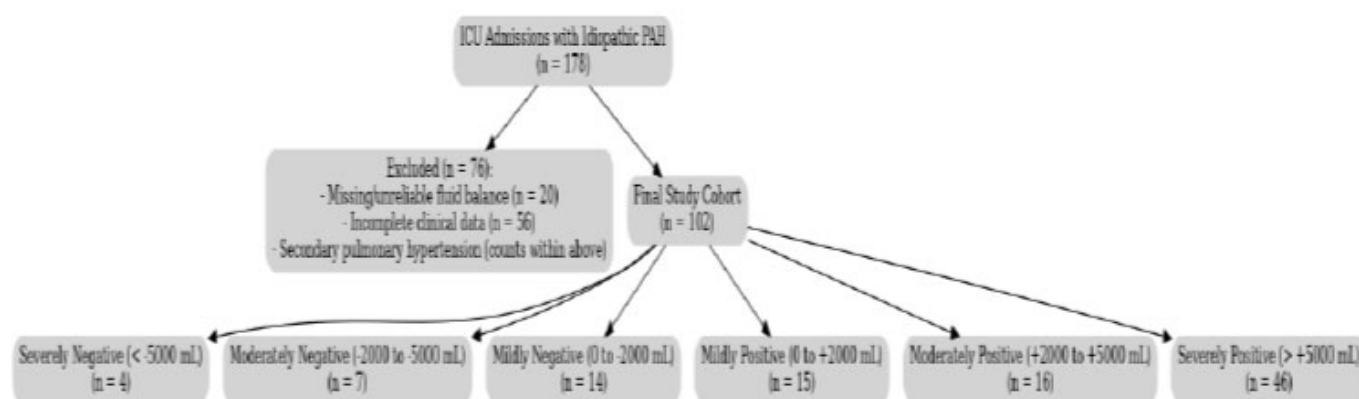 ICU Admissions with Idiopathic PAH
(n = 178)
Excluded (n = 76):
- Missing/unreliable fluid balance (n = 20)
- Incomplete clinical data (n = 56)
- Secondary pulmonary hypertension (counts within above)
Final Study Cohort
(n = 102)
Severely Negative (< -5000 mL)
(n = 4)
Moderately Negative (-2000 to -5000 mL)
(n = 7)
Mildly Negative (0 to -2000 mL)
(n = 14)
Mildly Positive (0 to +2000 mL)
(n = 15)
Moderately Positive (+2000 to +5000 mL)
(n = 16)
Severely Positive (> +5000 mL)
(n = 46)